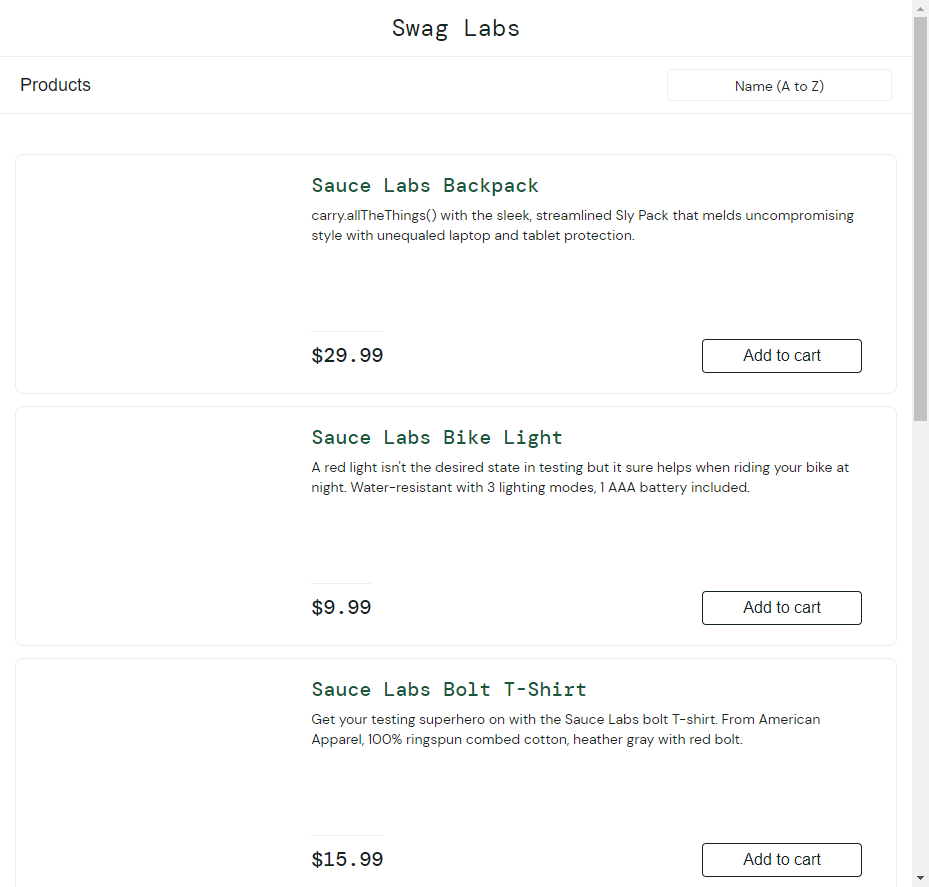 Swag Labs
Products
Name (A to Z)
Sauce Labs Backpack
carry.allTheThings() with the sleek, streamlined Sly Pack that melds uncompromising
style with unequaled laptop and tablet protection.
$29.99
Add to cart
Sauce Labs Bike Light
A red light isn't the desired state in testing but it sure helps when riding your bike at
night. Water-resistant with 3 lighting modes, 1 AAA battery included.
$9.99
Add to cart
Sauce Labs Bolt T-Shirt
Get your testing superhero on with the Sauce Labs bolt T-shirt. From American
Apparel, 100% ringspun combed cotton, heather gray with red bolt.
$15.99
Add to cart